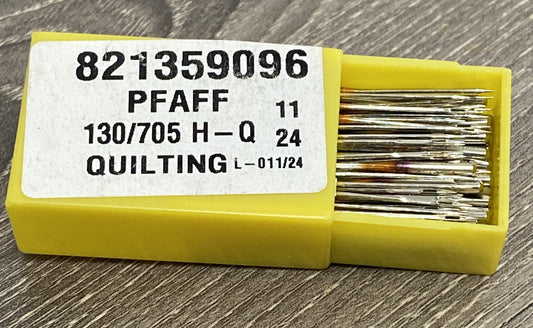 821359096
PFAFF 11
130/705 H-Q 24
QUILTING L-011/24